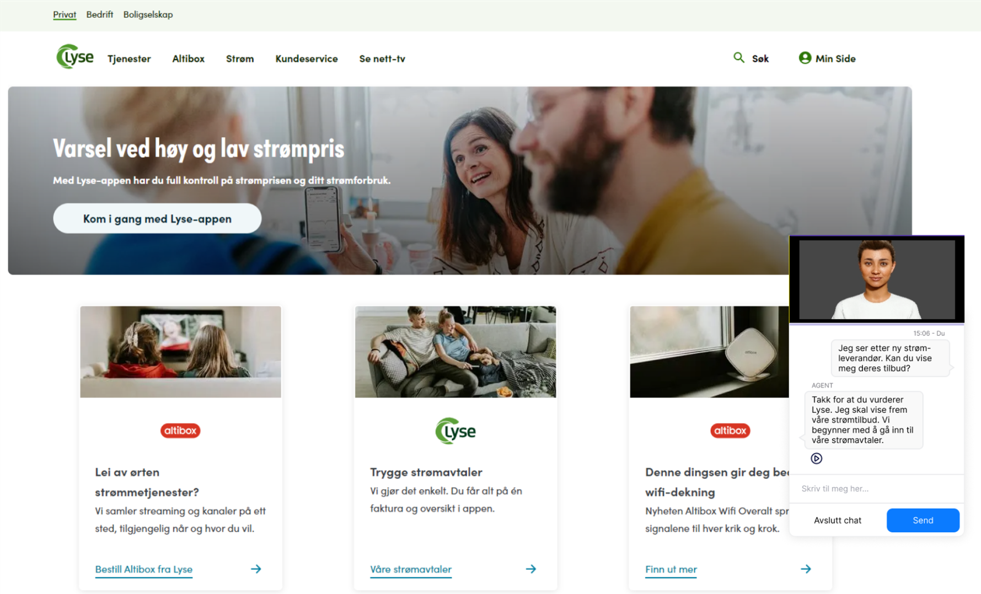 Privat Bedrift Boligselskap
Lyse Tjenester Altibox Strøm Kundeservice Se nett-tv Søk Min Side
Varsel ved høy og lav strømpris
Med Lyse-appen har du full kontroll på strømprisen og ditt strømforbruk.
Kom i gang med Lyse-appen
altibox
Lei av ørten
strømmetjenester?
Vi samler streaming og kanaler på ett
sted, tilgjengelig når og hvor du vil.
Bestill Altibox fra Lyse
Lyse
Trygge strømavtaler
Vi gjør det enkelt. Du får alt på én
faktura og oversikt i appen.
Våre strømavtaler
altibox
Denne dingsen gir deg bed
wifi-dekning
Nyheten Altibox Wifi Overalt spr
signalene til hver krik og krok.
Finn ut mer
15:06 - Du
Jeg ser etter ny strøm-
leverandør. Kan du vise
meg deres tilbud?
AGENT
Takk for at du vurderer
Lyse. Jeg skal vise frem
våre strømtilbud. Vi
begynner med å gå inn til
våre strømavtaler.
Skriv til meg her...
Avslutt chat Send